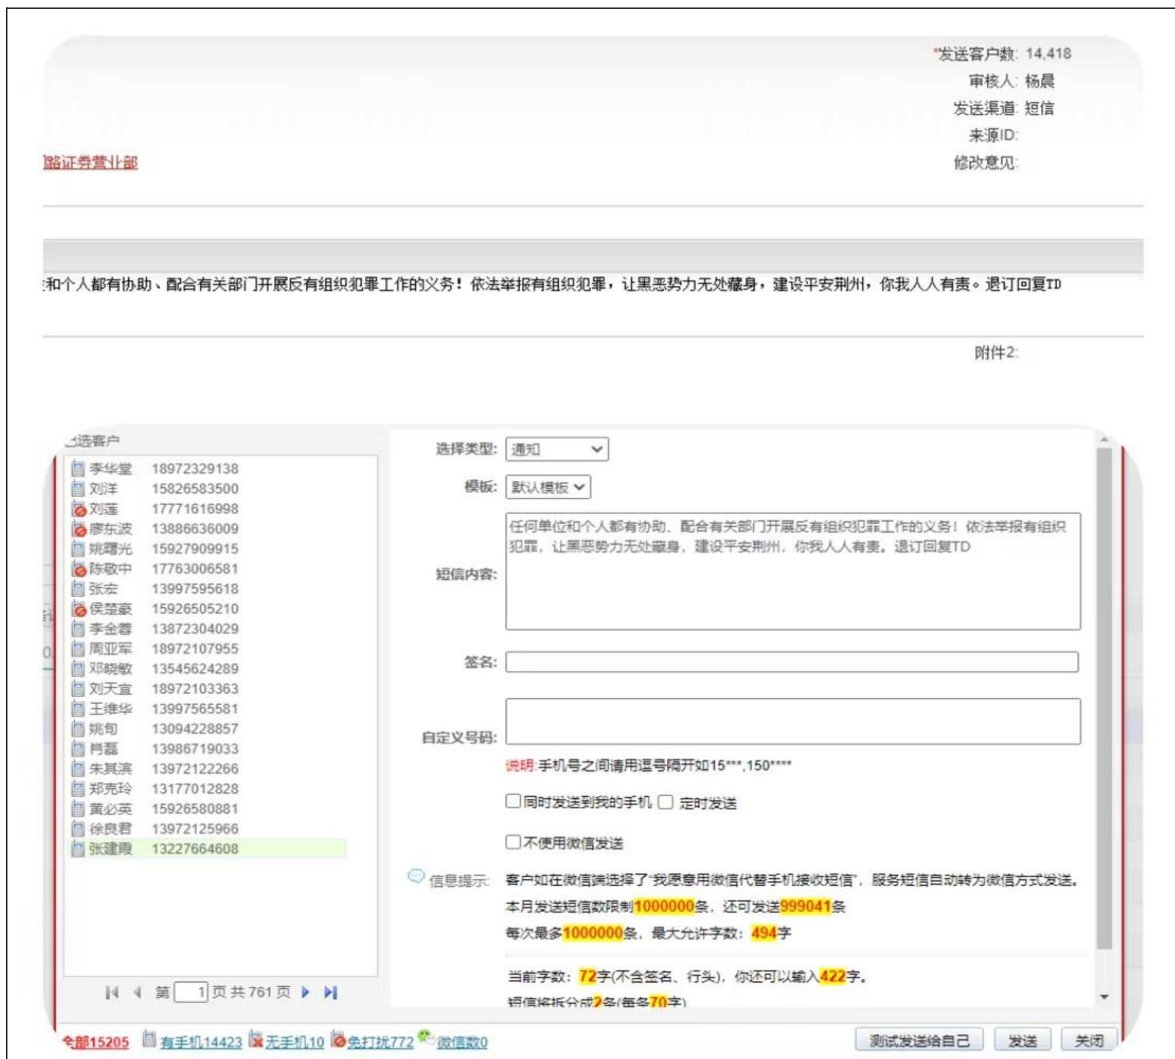 *发送客户数: 14,418
审核人: 杨晨
发送渠道: 短信
来源ID:
路证券营业部
修改意见:
和个人都有协助、配合有关部门开展反有组织犯罪工作的义务！依法举报有组织犯罪，让黑恶势力无处藏身，建设平安荆州，你我人人有责。退订回复TD
附件2:
已选客户
李华堂 18972329138
刘洋 15826583500
刘莲 17771616998
廖东波 13886636009
姚曙光 15927909915
陈敬中 17763006581
张宏 13997595618
侯楚豪 15926505210
李金蓉 13872304029
周亚军 18972107955
邓晓敏 13545624289
刘天宜 18972103363
王维华 13997565581
姚旬 13094228857
肖磊 13986719033
朱其滨 13972122266
郑克玲 13177012828
黄必英 15926580881
徐良君 13972125966
张建霞 13227664608
第 1 页 共 761 页
选择类型: 通知
模板: 默认模板
短信内容:
任何单位和个人都有协助、配合有关部门开展反有组织犯罪工作的义务！依法举报有组织
犯罪，让黑恶势力无处藏身，建设平安荆州，你我人人有责。退订回复TD
签名:
自定义号码:
说明:手机号之间请用逗号隔开如15***,150****
同时发送到我的手机 定时发送
不使用微信发送
信息提示: 客户如在微信端选择了“我愿意用微信代替手机接收短信”，服务短信自动转为微信方式发送。
本月发送短信数限制1000000条，还可发送999041条
每次最多1000000条，最大允许字数：494字
当前字数：72字(不含签名、行头)，你还可以输入422字。
短信将拆分成2条(每条70字)
全部15205 有手机14423 无手机10 免打扰772 微信数0
测试发送给自己 发送 关闭